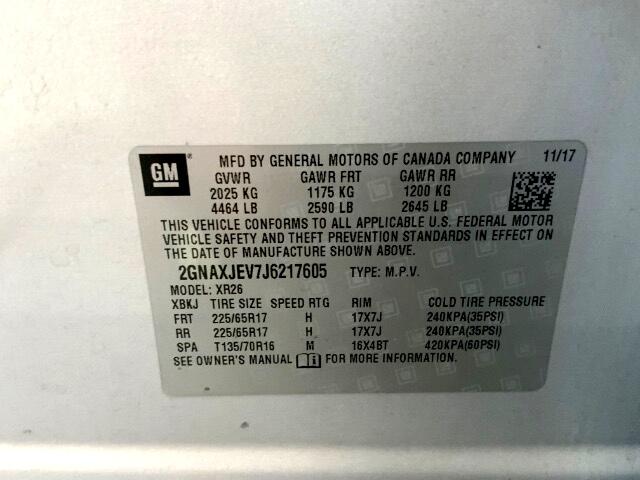 GM MFD BY GENERAL MOTORS OF CANADA COMPANY 11/17
GVWR GAWR FRT GAWR RR
2025 KG 1175 KG 1200 KG
4464 LB 2590 LB 2645 LB
THIS VEHICLE CONFORMS TO ALL APPLICABLE U.S. FEDERAL MOTOR
VEHICLE SAFETY AND THEFT PREVENTION STANDARDS IN EFFECT ON
THE DATE OF MANUFACTURE SHOWN ABOVE.
2GNAXJEV7J6217605 TYPE: M.P.V.
MODEL: XR26
XBKJ TIRE SIZE SPEED RTG RIM COLD TIRE PRESSURE
FRT 225/65R17 H 17X7J 240KPA(35PSI)
RR 225/65R17 H 17X7J 240KPA(35PSI)
SPA T135/70R16 M 16X4BT 420KPA(60PSI)
SEE OWNER'S MANUAL i FOR MORE INFORMATION.